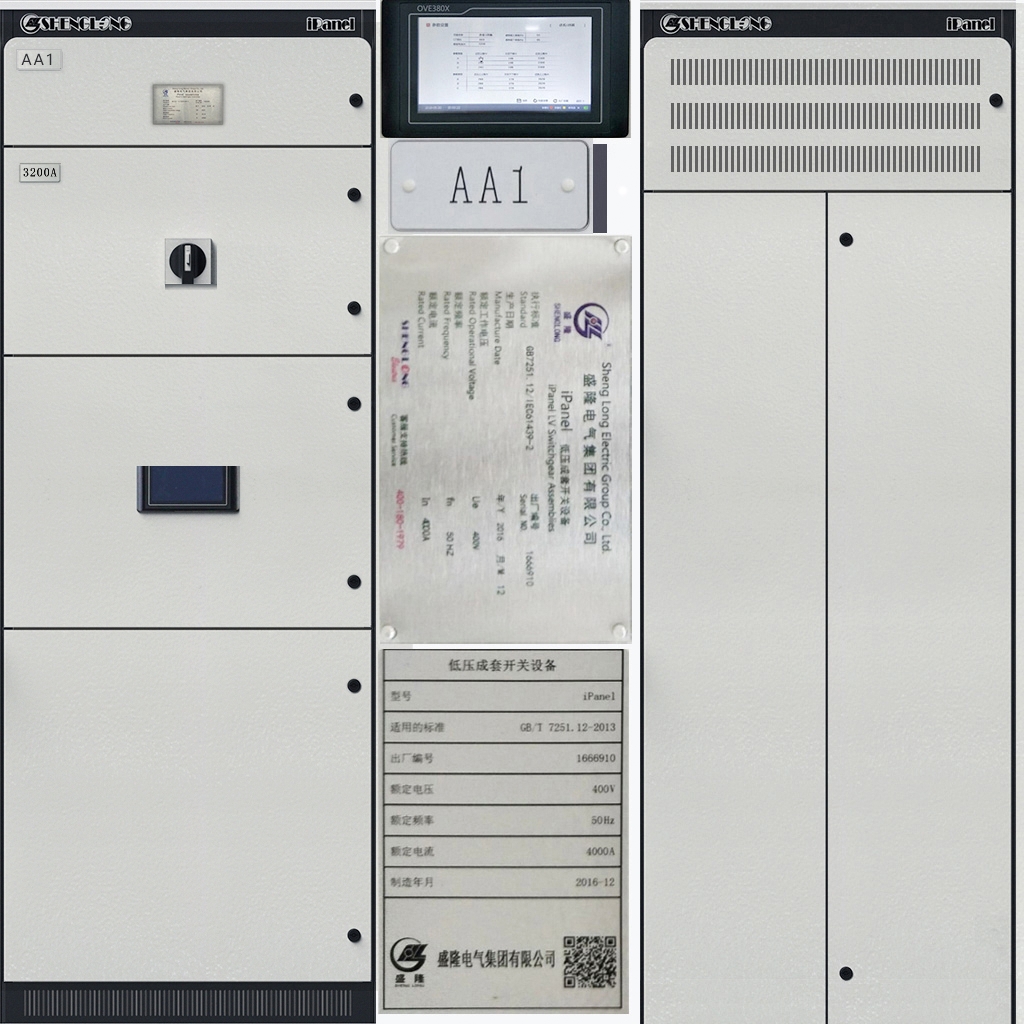 SHENGLONG
iPanel
AA1
3200A
OVE380X
AA1
Sheng Long Electric Group Co., Ltd.
盛隆电气集团有限公司
盛隆
SHENGLONG
iPanel 低压成套开关设备
iPanel LV Switchgear Assemblies
执行标准 GB7251.12/IEC61439-2 出厂编号 1666910
Standard Serial NO.
生产日期 年/Y 2016 月/M 12
Manufacture Date
额定工作电压 Ue 400V
Rated Operational Voltage
额定频率 fn 50 HZ
Rated Frequency
额定电流 In 4000A
Rated Current
SHENGLONG 客服支持热线 400-180-1979
Electric Customer service
低压成套开关设备
型号 iPanel
适用的标准 GB/T 7251.12-2013
出厂编号 1666910
额定电压 400V
额定频率 50Hz
额定电流 4000A
制造年月 2016-12
盛隆
SHENG LONG
盛隆电气集团有限公司
SHENGLONG
iPanel